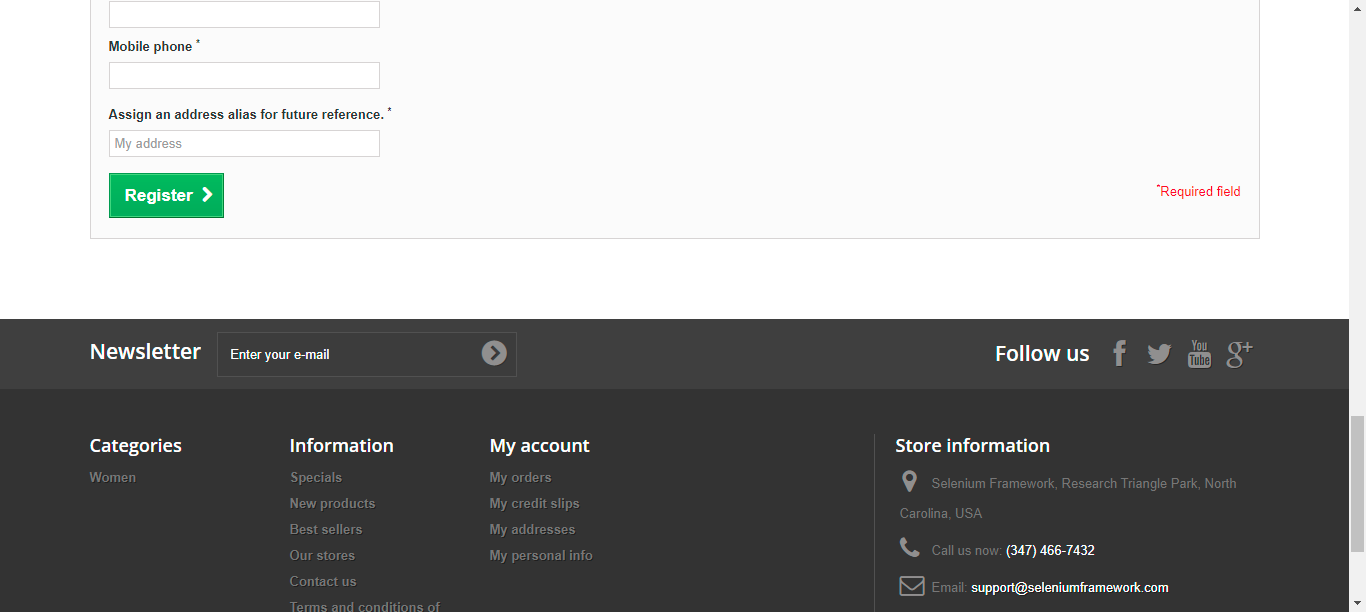 Mobile phone *
Assign an address alias for future reference. *
My address
Register
*Required field
Newsletter
Enter your e-mail
Follow us
You
Tube
g+
Categories
Women
Information
Specials
New products
Best sellers
Our stores
Contact us
Terms and conditions of
My account
My orders
My credit slips
My addresses
My personal info
Store information
Selenium Framework, Research Triangle Park, North
Carolina, USA
Call us now: (347) 466-7432
Email: support@seleniumframework.com